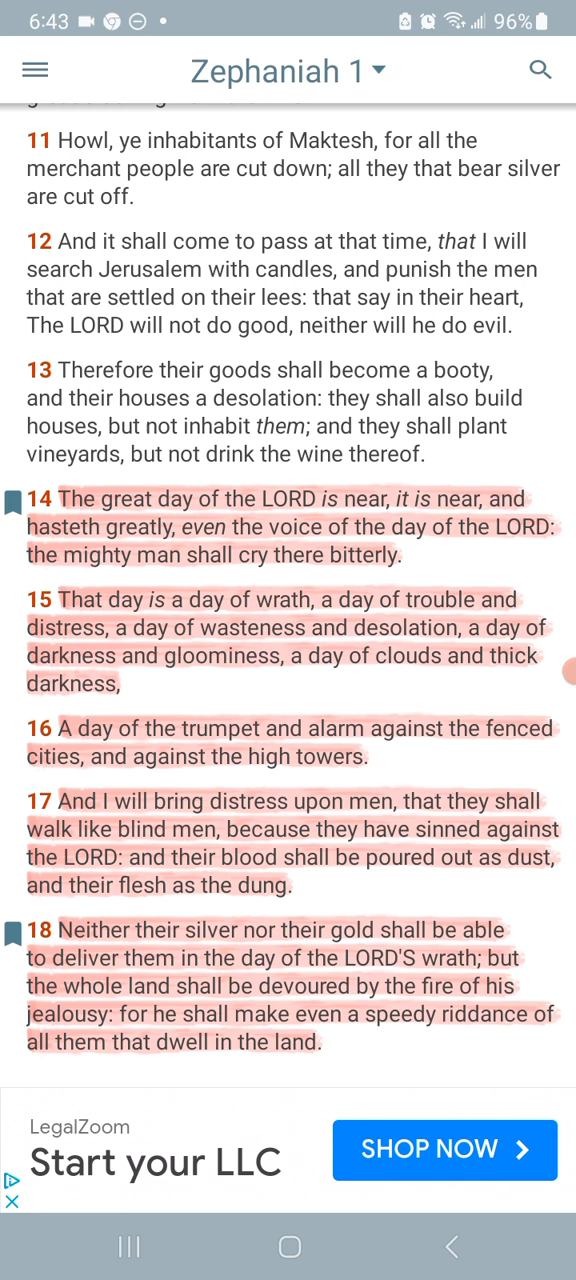 6:43
96%
Zephaniah 1
11 Howl, ye inhabitants of Maktesh, for all the
merchant people are cut down; all they that bear silver
are cut off.
12 And it shall come to pass at that time, that I will
search Jerusalem with candles, and punish the men
that are settled on their lees: that say in their heart,
The LORD will not do good, neither will he do evil.
13 Therefore their goods shall become a booty,
and their houses a desolation: they shall also build
houses, but not inhabit them; and they shall plant
vineyards, but not drink the wine thereof.
14 The great day of the LORD is near, it is near, and
hasteth greatly, even the voice of the day of the LORD:
the mighty man shall cry there bitterly.
15 That day is a day of wrath, a day of trouble and
distress, a day of wasteness and desolation, a day of
darkness and gloominess, a day of clouds and thick
darkness,
16 A day of the trumpet and alarm against the fenced
cities, and against the high towers.
17 And I will bring distress upon men, that they shall
walk like blind men, because they have sinned against
the LORD: and their blood shall be poured out as dust,
and their flesh as the dung.
18 Neither their silver nor their gold shall be able
to deliver them in the day of the LORD'S wrath; but
the whole land shall be devoured by the fire of his
jealousy: for he shall make even a speedy riddance of
all them that dwell in the land.
LegalZoom
Start your LLC
SHOP NOW